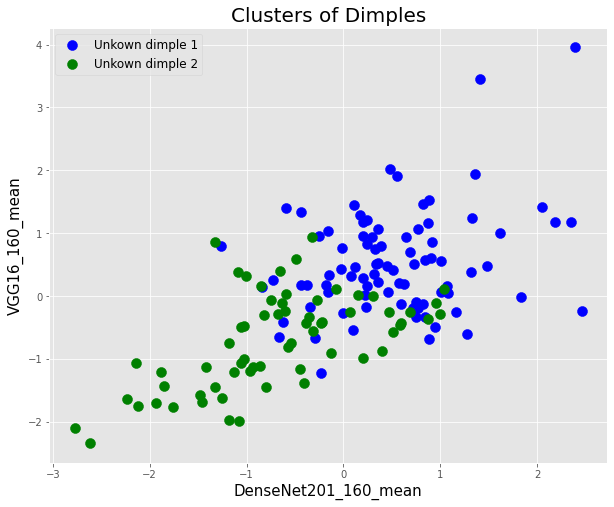 Clusters of Dimples
Unkown dimple 1
Unkown dimple 2
VGG16_160_mean
4
3
2
1
0
−1
−2
−3
−2
−1
0
1
2
DenseNet201_160_mean